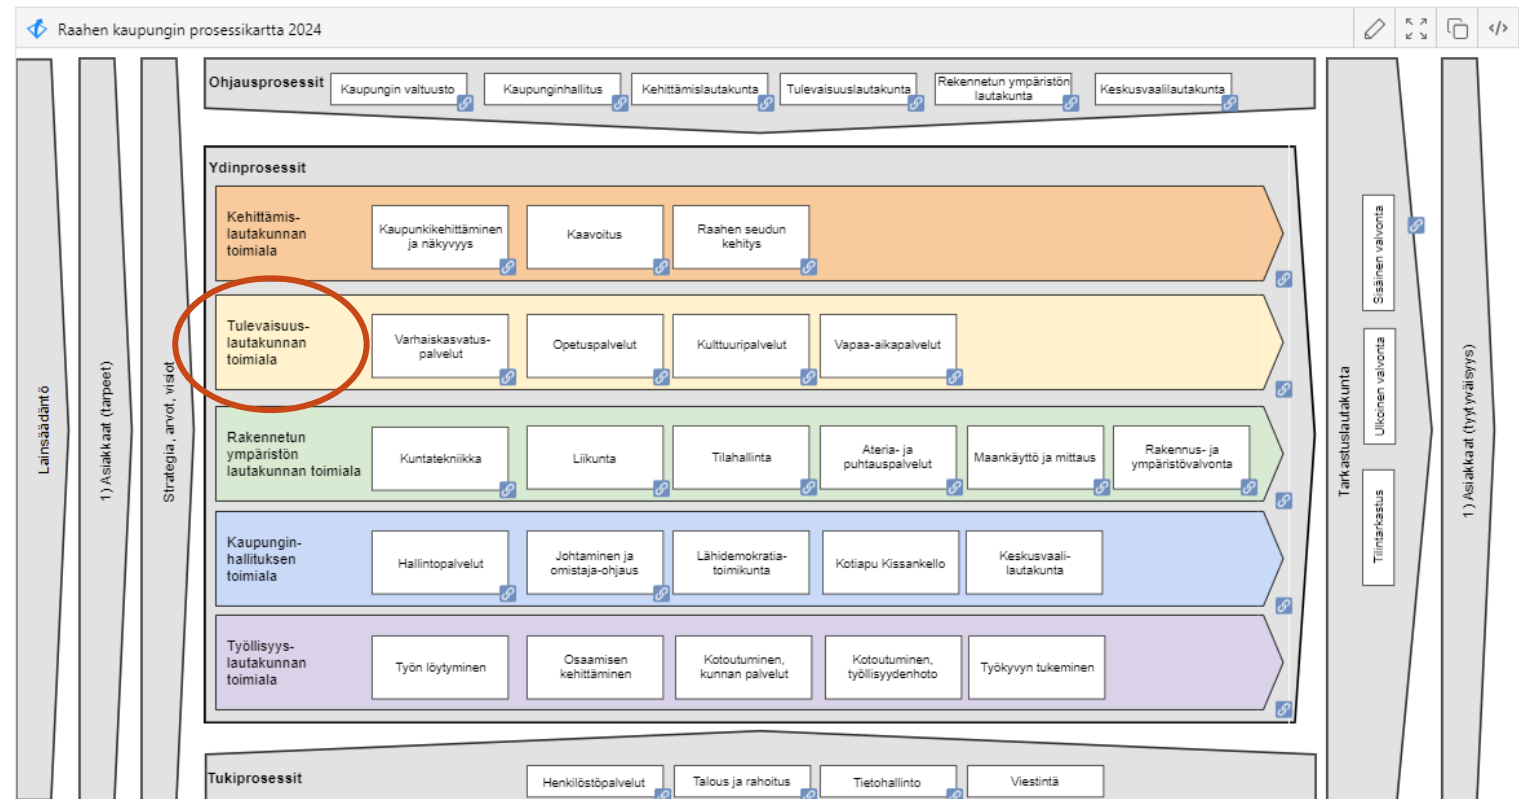 Raahen kaupungin prosessikartta 2024
</>
Lainsäädäntö
1) Asiakkaat (tarpeet)
Strategia, arvot, visiot
Ohjausprosessit
Kaupungin valtuusto
Kaupunginhallitus
Kehittämislautakunta
Tulevaisuuslautakunta
Rakennetun ympäristön
lautakunta
Keskusvaalilautakunta
Ydinprosessit
Kehittämis-
lautakunnan
toimiala
Kaupunkikehittäminen
ja näkyvyys
Kaavoitus
Raahen seudun
kehitys
Tulevaisuus-
lautakunnan
toimiala
Varhaiskasvatus-
palvelut
Opetuspalvelut
Kulttuuripalvelut
Vapaa-aikapalvelut
Rakennetun
ympäristön
lautakunnan toimiala
Kuntatekniikka
Liikunta
Tilahallinta
Ateria- ja
puhtauspalvelut
Maankäyttö ja mittaus
Rakennus- ja
ympäristövalvonta
Kaupungin-
hallituksen
toimiala
Hallintopalvelut
Johtaminen ja
omistaja-ohjaus
Lähidemokratia-
toimikunta
Kotiapu Kissankello
Keskusvaali-
lautakunta
Työllisyys-
lautakunnan
toimiala
Työn löytyminen
Osaamisen
kehittäminen
Kotoutuminen,
kunnan palvelut
Kotoutuminen,
työllisyydenhoto
Työkyvyn tukeminen
Tukiprosessit
Henkilöstöpalvelut
Talous ja rahoitus
Tietohallinto
Viestintä
Tarkastuslautakunta
Sisäinen valvonta
Ulkoinen valvonta
Tilintarkastus
1) Asiakkaat (tyytyväisyys)